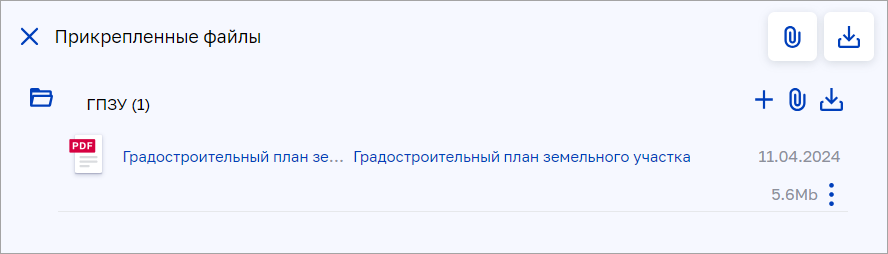 Прикрепленные файлы
ГПЗУ (1)
PDF Градостроительный план зе... Градостроительный план земельного участка 11.04.2024
5.6Mb